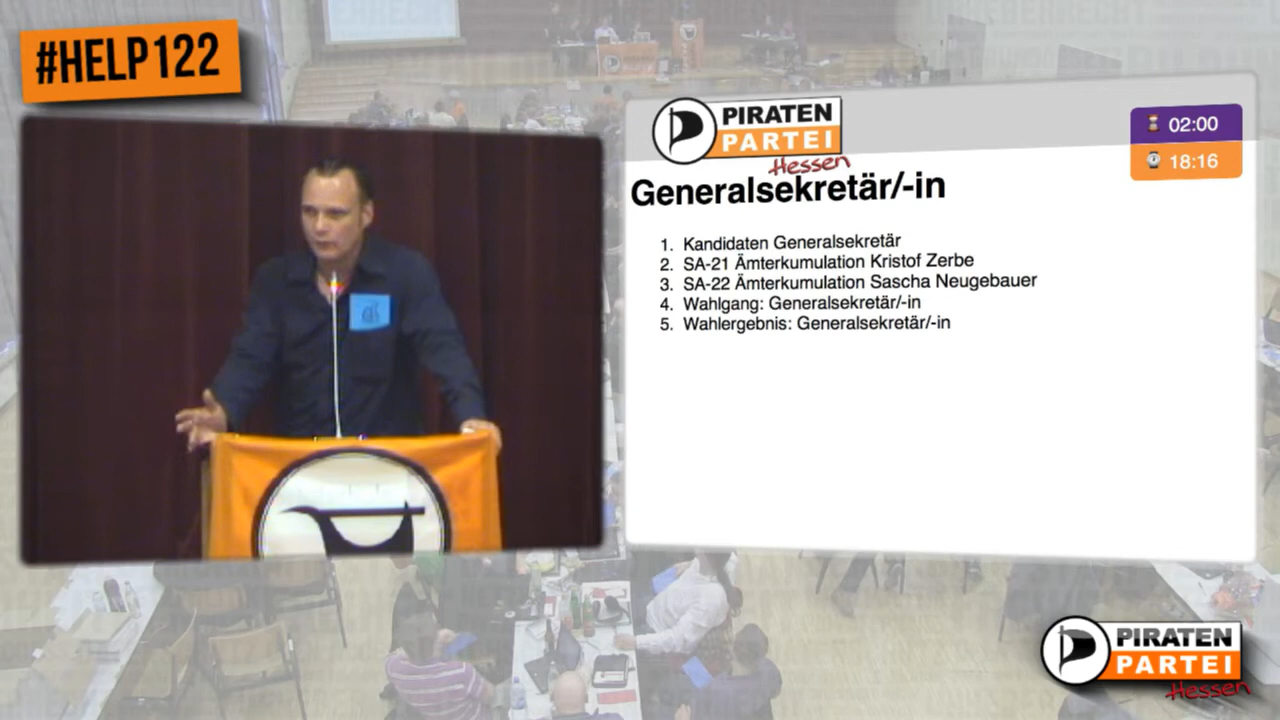 #HELP122
PIRATEN
PARTEI
Hessen
02:00
18:16
Generalsekretär/-in
1. Kandidaten Generalsekretär
2. SA-21 Ämterkumulation Kristof Zerbe
3. SA-22 Ämterkumulation Sascha Neugebauer
4. Wahlgang: Generalsekretär/-in
5. Wahlergebnis: Generalsekretär/-in
PIRATEN
PARTEI
Hessen